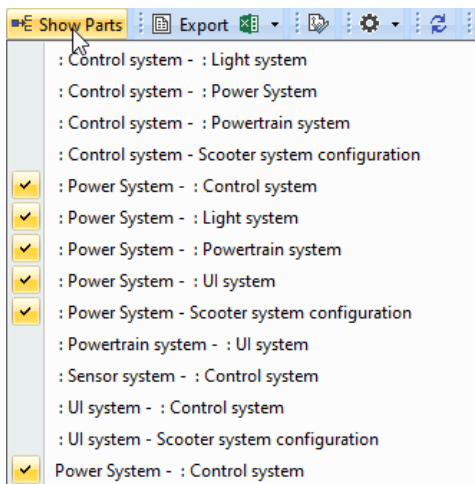 Show Parts Export
: Control system - : Light system
: Control system - : Power System
: Control system - : Powertrain system
: Control system - Scooter system configuration
: Power System - : Control system
: Power System - : Light system
: Power System - : Powertrain system
: Power System - : UI system
: Power System - Scooter system configuration
: Powertrain system - : UI system
: Sensor system - : Control system
: UI system - : Control system
: UI system - Scooter system configuration
Power System - : Control system